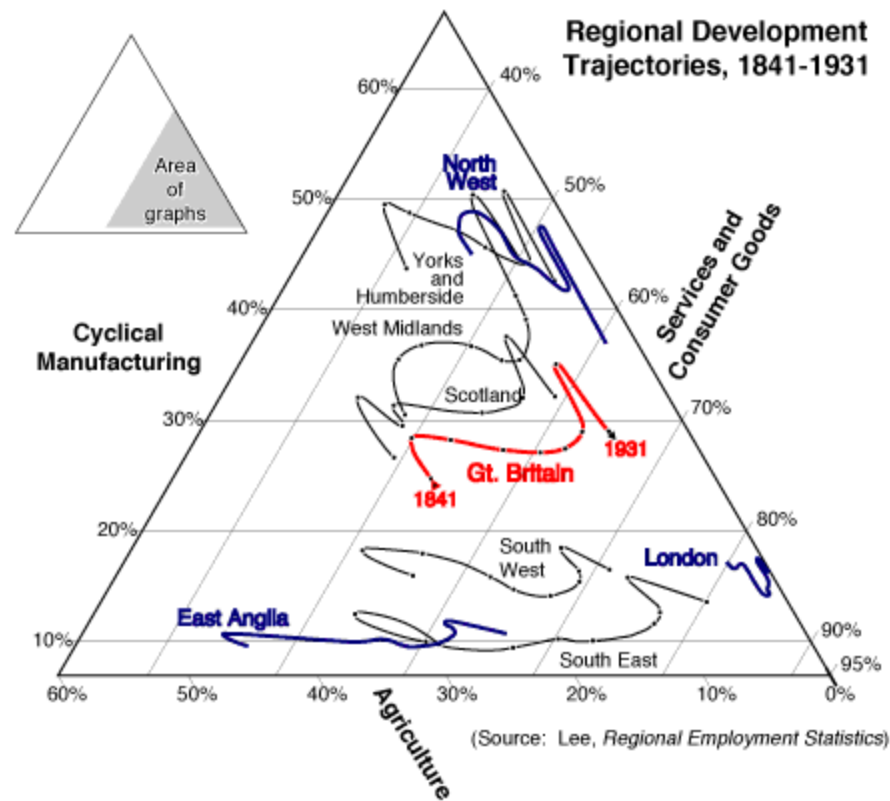 Regional Development
Trajectories, 1841-1931
Area
of
graphs
60%
40%
North
West
50%
50%
Yorks
and
Humberside
40%
60%
Services and
Consumer Goods
West Midlands
Cyclical
Manufacturing
Scotland
30%
70%
1931
Gt. Britain
1841
20%
80%
South
West
London
East Anglia
10%
90%
South East
95%
60%
50%
40%
30%
20%
10%
0%
Agriculture
(Source: Lee, Regional Employment Statistics)